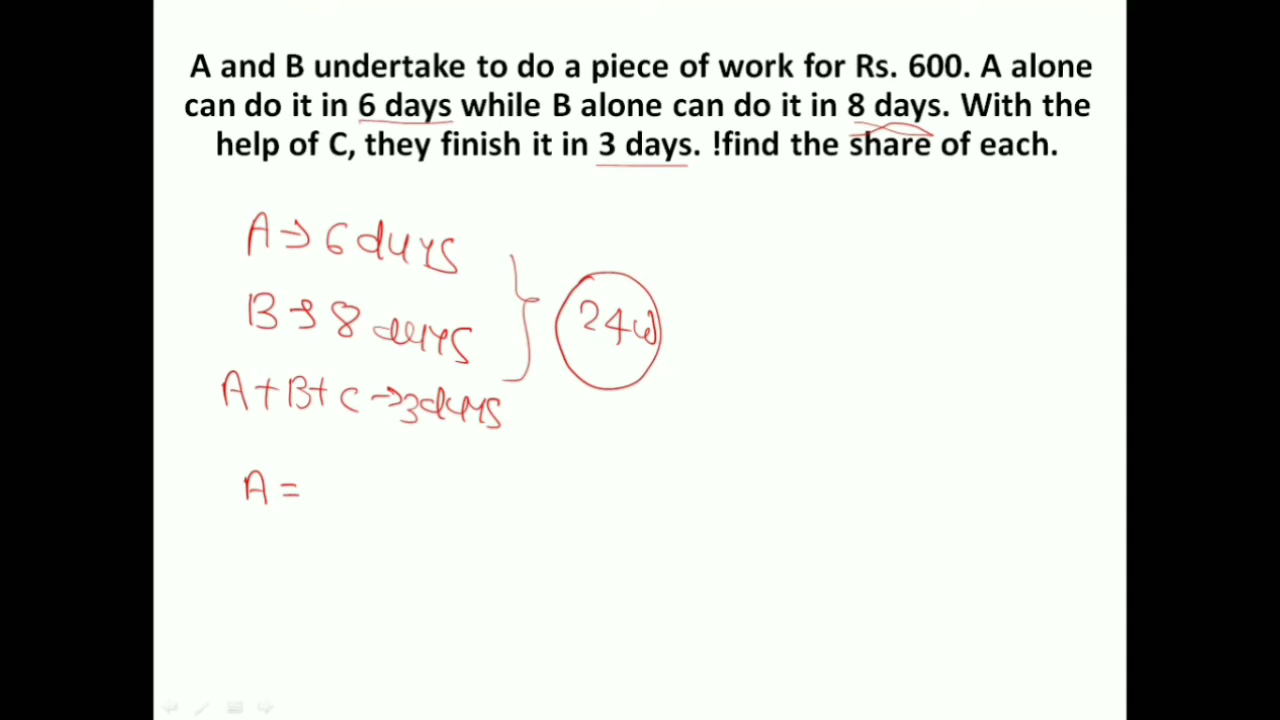 A and B undertake to do a piece of work for Rs. 600. A alone
can do it in 6 days while B alone can do it in 8 days. With the
help of C, they finish it in 3 days. !find the share of each.
A → 6 days
B → 8 days
24w
A + B + C → 3 days
A =